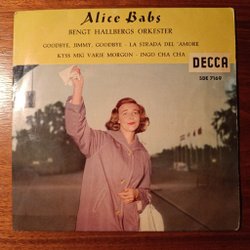 Alice Babs
BENGT HALLBERGS ORKESTER
GOODBYE, JIMMY, GOODBYE - LA STRADA DEL 'AMORE
KYSS MEJ VARJE MORGON - INGO CHA CHA
DECCA
SDE 7169